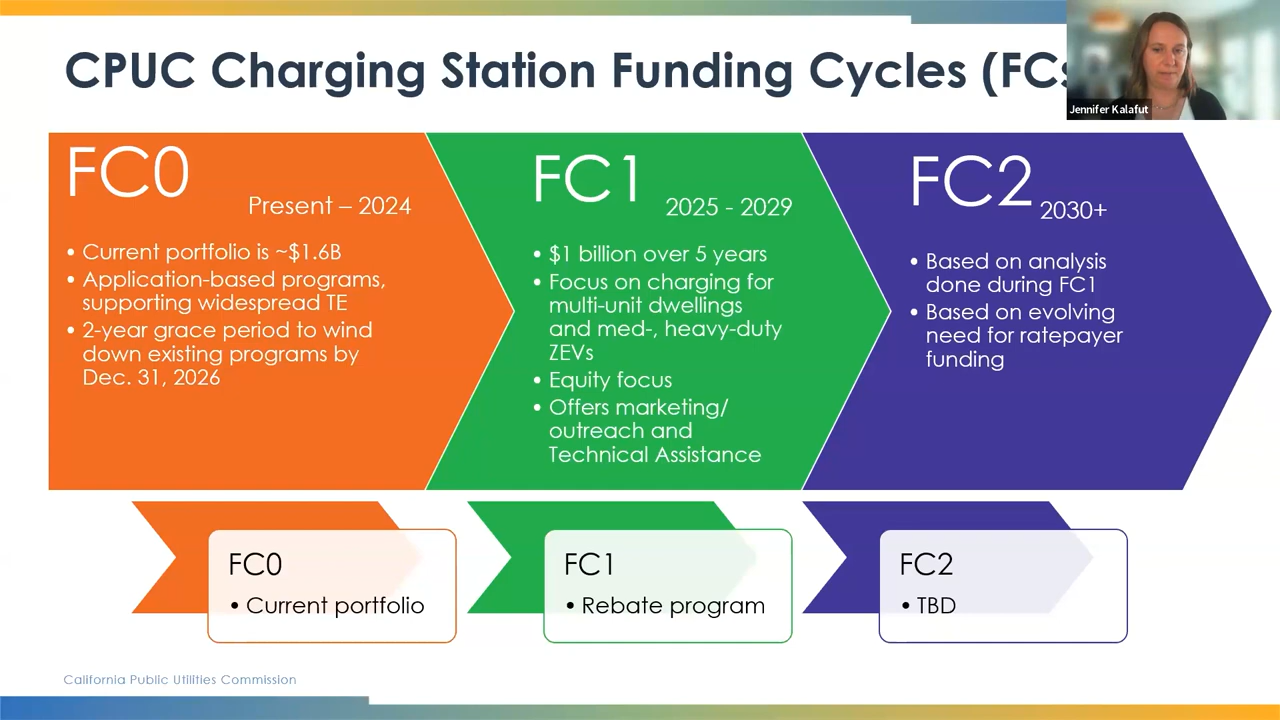 CPUC Charging Station Funding Cycles (FCs
Jennifer Kalafut
FC0
Present – 2024
• Current portfolio is ~$1.6B
• Application-based programs,
supporting widespread TE
• 2-year grace period to wind
down existing programs by
Dec. 31, 2026
FC1
2025 - 2029
• $1 billion over 5 years
• Focus on charging for
multi-unit dwellings
and med-, heavy-duty
ZEVs
• Equity focus
• Offers marketing/
outreach and
Technical Assistance
FC2
2030+
• Based on analysis
done during FC1
• Based on evolving
need for ratepayer
funding
FC0
• Current portfolio
FC1
• Rebate program
FC2
• TBD
California Public Utilities Commission